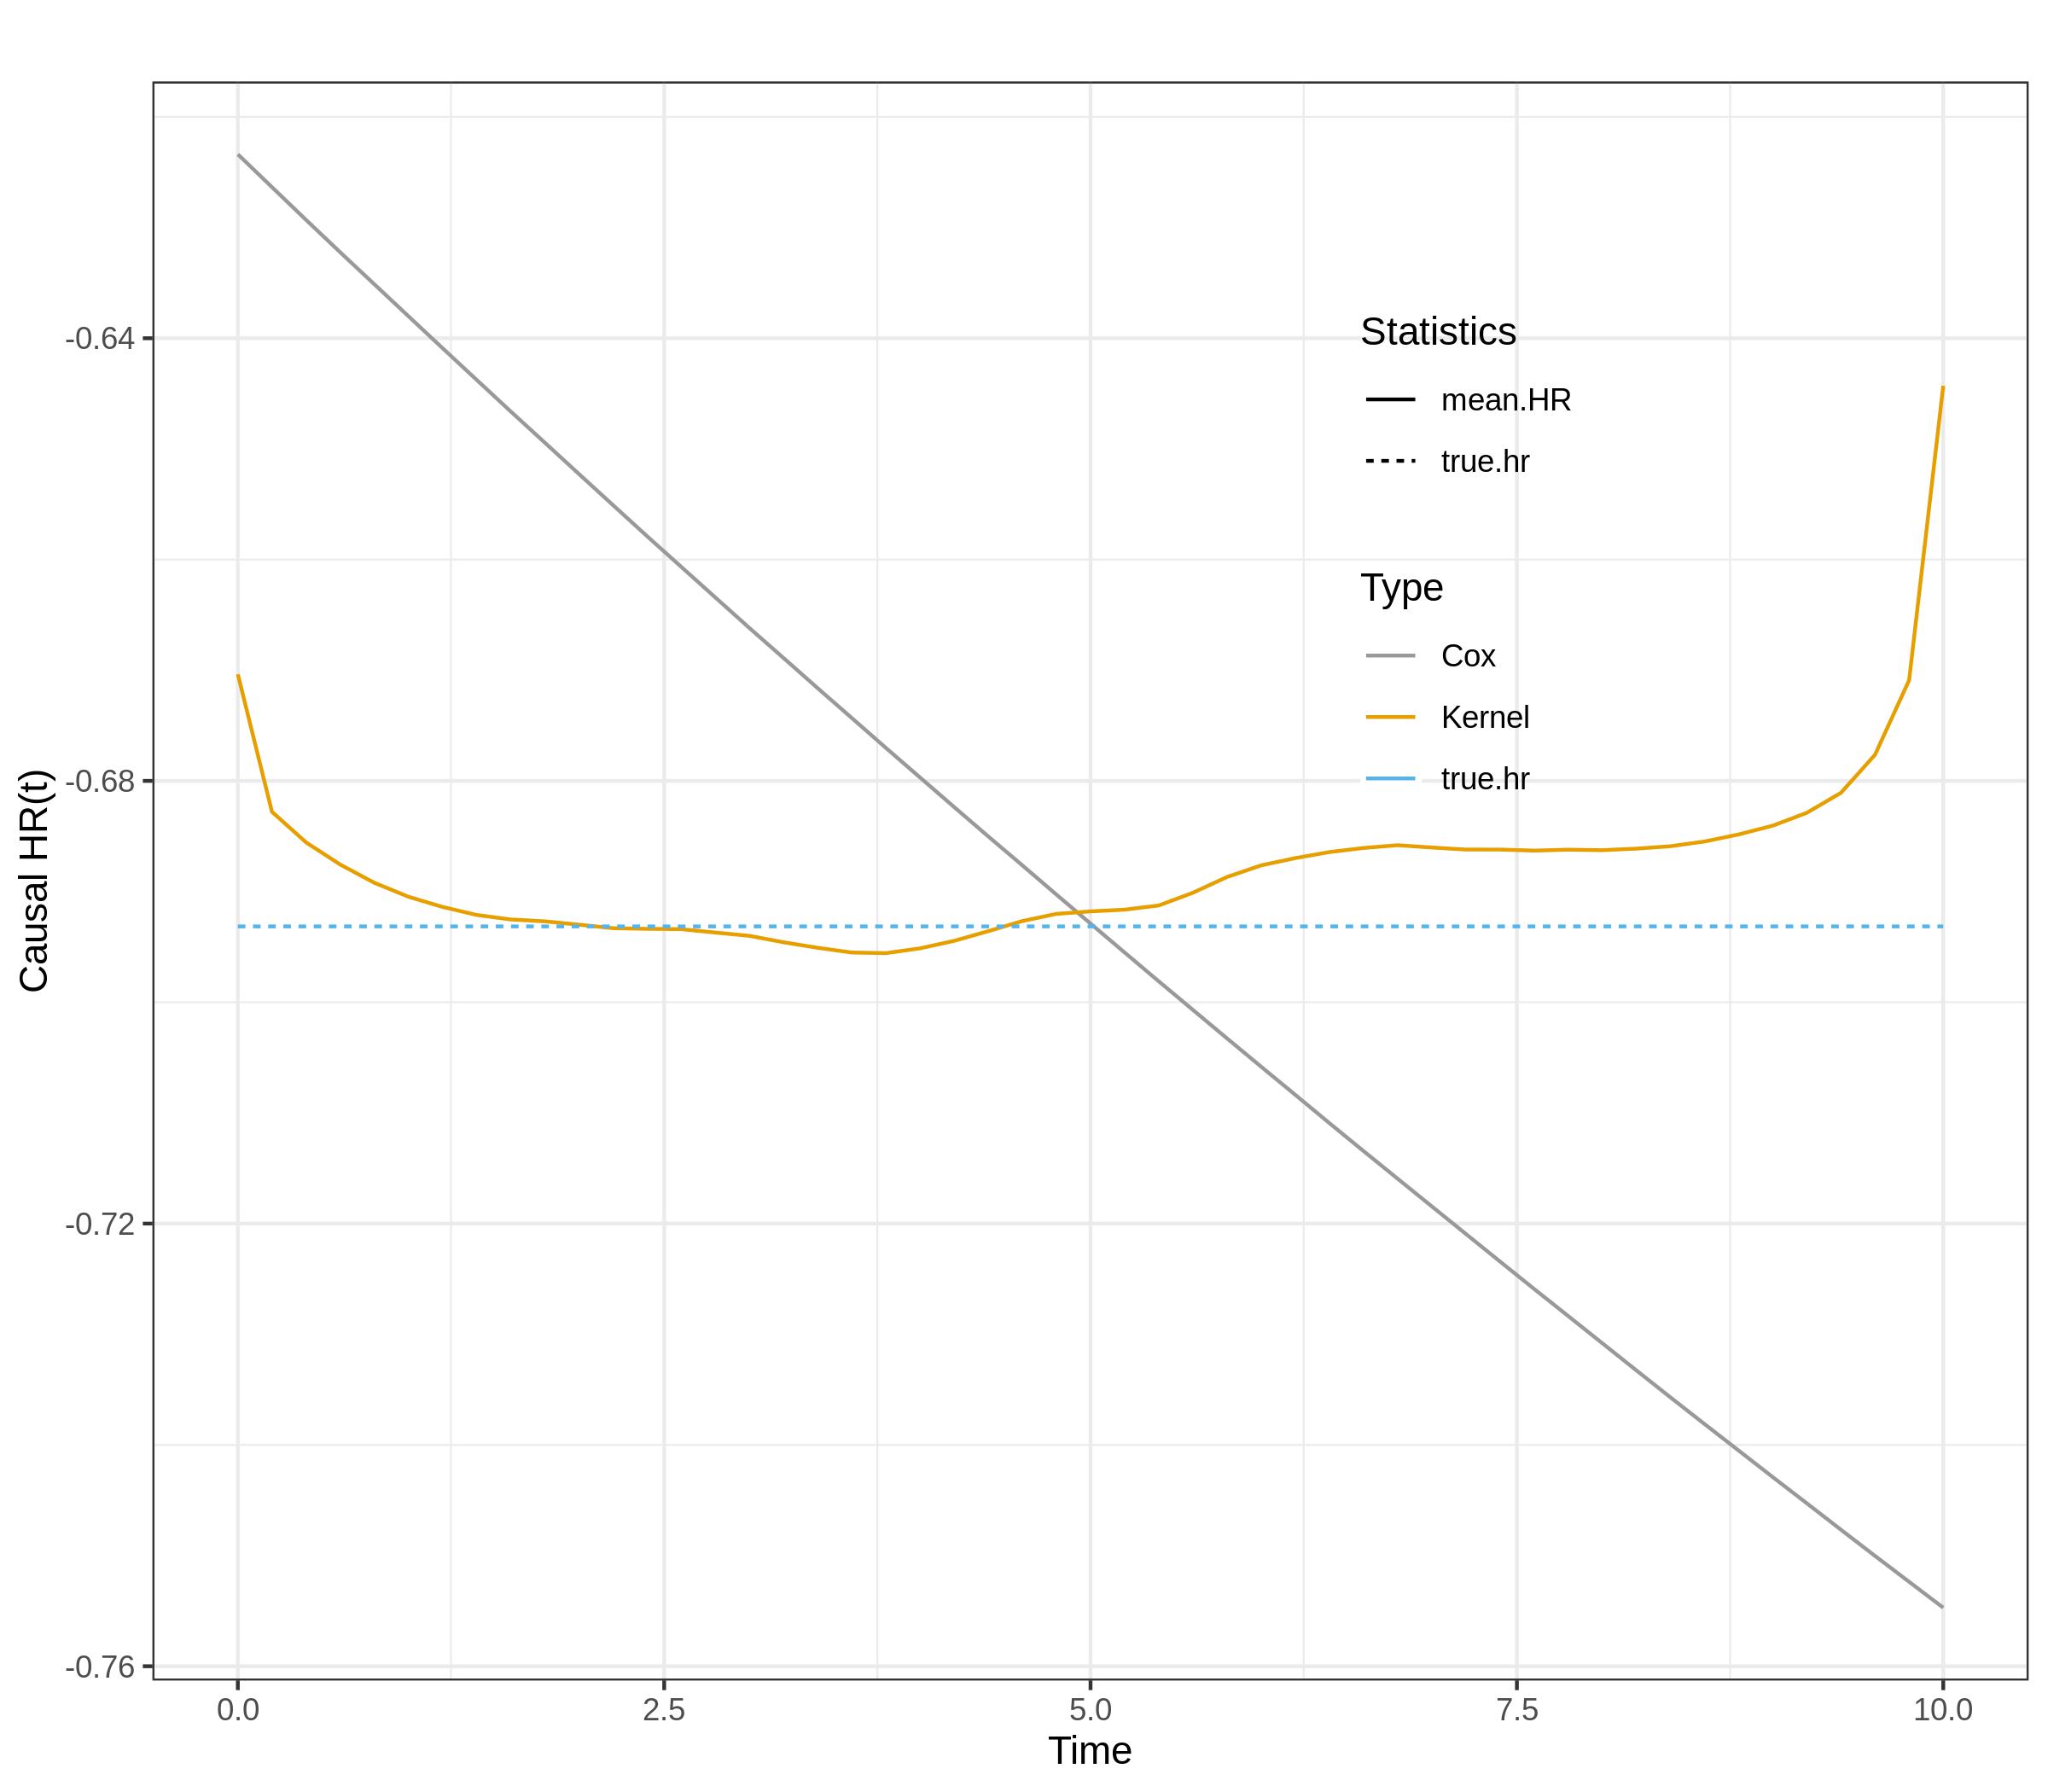 Causal HR(t)
-0.64
-0.68
-0.72
-0.76
Statistics
mean.HR
true.hr
Type
Cox
Kernel
true.hr
0.0 2.5 5.0 7.5 10.0
Time